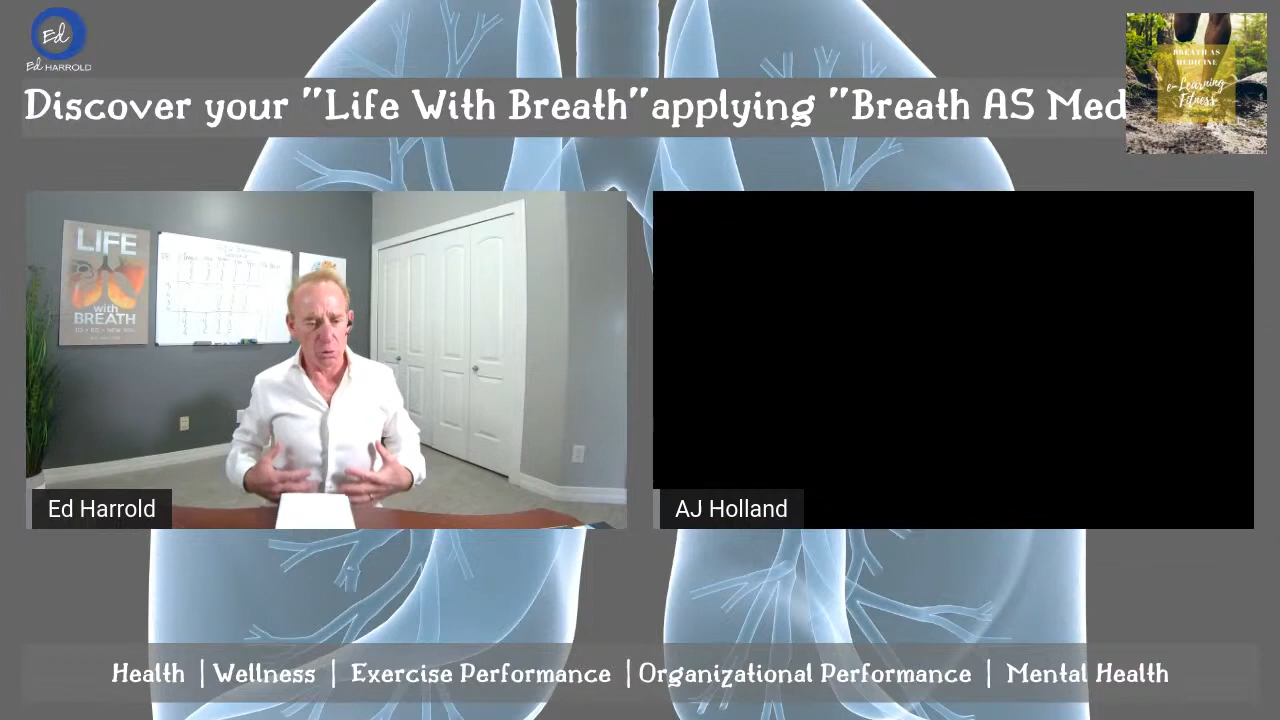 Ed
Ed HARROLD
Discover your "Life With Breath"applying "Breath AS Med
BREATH AS
MEDICINE
e-Learning
Fitness
LIFE
with
BREATH
Ed Harrold
AJ Holland
Health | Wellness | Exercise Performance | Organizational Performance | Mental Health